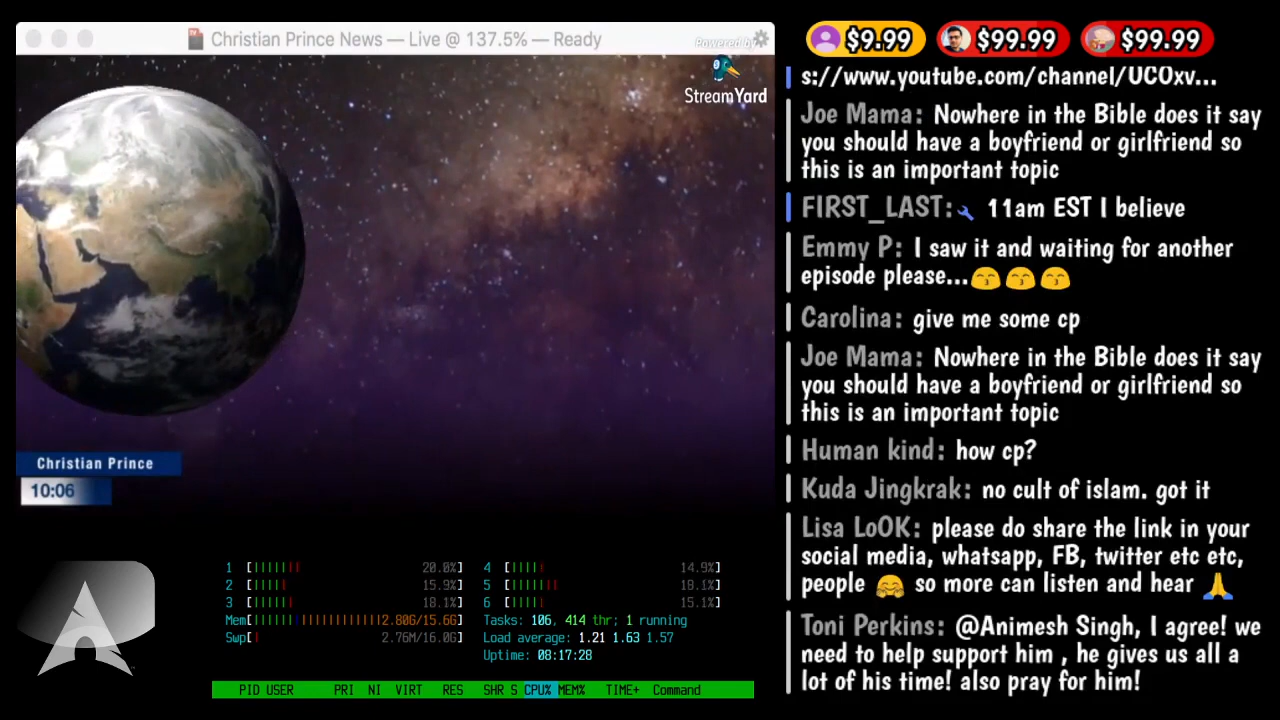 Christian Prince News — Live @ 137.5% — Ready
Powered by
StreamYard
Christian Prince
10:06
1 [||||||||| 20.0%]
2 [|||||| 15.9%]
3 [||||||| 18.1%]
Mem[||||||||||||||||||||||2.80G/15.6G]
Swp[| 2.76M/16.0G]
4 [||||| 14.9%]
5 [|||||||| 18.1%]
6 [||||| 15.1%]
Tasks: 106, 414 thr; 1 running
Load average: 1.21 1.63 1.57
Uptime: 08:17:28
PID USER PRI NI VIRT RES SHR S CPU% MEM% TIME+ Command
$9.99 $99.99 $99.99
s://www.youtube.com/channel/UCOxv...
Joe Mama: Nowhere in the Bible does it say
you should have a boyfriend or girlfriend so
this is an important topic
FIRST_LAST: 11am EST I believe
Emmy P: I saw it and waiting for another
episode please...😙😙😙
Carolina: give me some cp
Joe Mama: Nowhere in the Bible does it say
you should have a boyfriend or girlfriend so
this is an important topic
Human kind: how cp?
Kuda Jingkrak: no cult of islam. got it
Lisa LoOK: please do share the link in your
social media, whatsapp, FB, twitter etc etc,
people 🤗 so more can listen and hear 🙏
Toni Perkins: @Animesh Singh, I agree! we
need to help support him , he gives us all a
lot of his time! also pray for him!